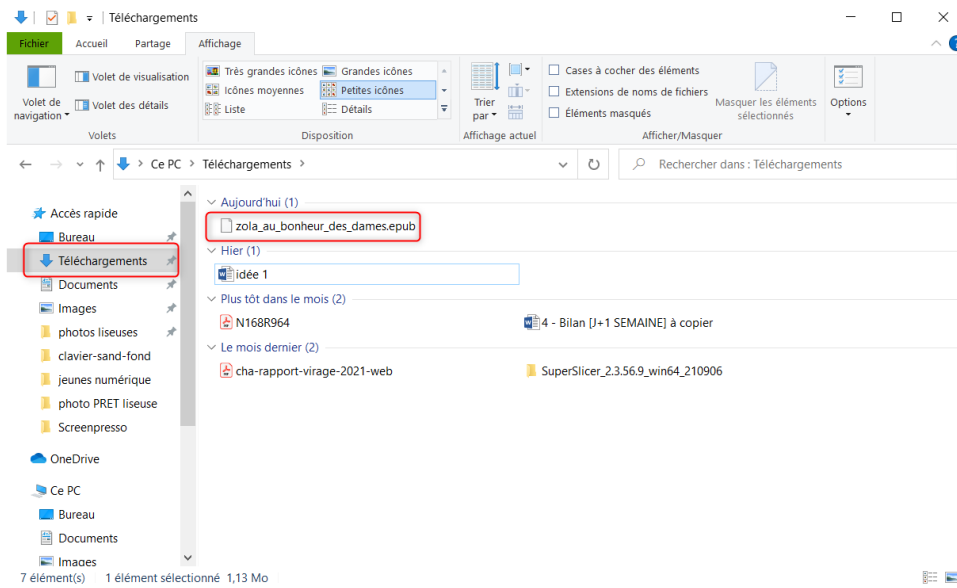 Téléchargements
Fichier Accueil Partage Affichage
Volet de navigation
Volet de visualisation
Volet des détails
Volets
Très grandes icônes Grandes icônes
Icônes moyennes Petites icônes
Liste Détails
Disposition
Trier par
Affichage actuel
Cases à cocher des éléments
Extensions de noms de fichiers
Éléments masqués
Masquer les éléments sélectionnés
Afficher/Masquer
Options
Ce PC > Téléchargements >
Rechercher dans : Téléchargements
Accès rapide
Bureau
Téléchargements
Documents
Images
photos liseuses
clavier-sand-fond
jeunes numérique
photo PRET liseuse
Screenpresso
OneDrive
Ce PC
Bureau
Documents
Images
Aujourd'hui (1)
zola_au_bonheur_des_dames.epub
Hier (1)
idée 1
Plus tôt dans le mois (2)
N168R964 4 - Bilan [J+1 SEMAINE] à copier
Le mois dernier (2)
cha-rapport-virage-2021-web SuperSlicer_2.3.56.9_win64_210906
7 élément(s) 1 élément sélectionné 1,13 Mo